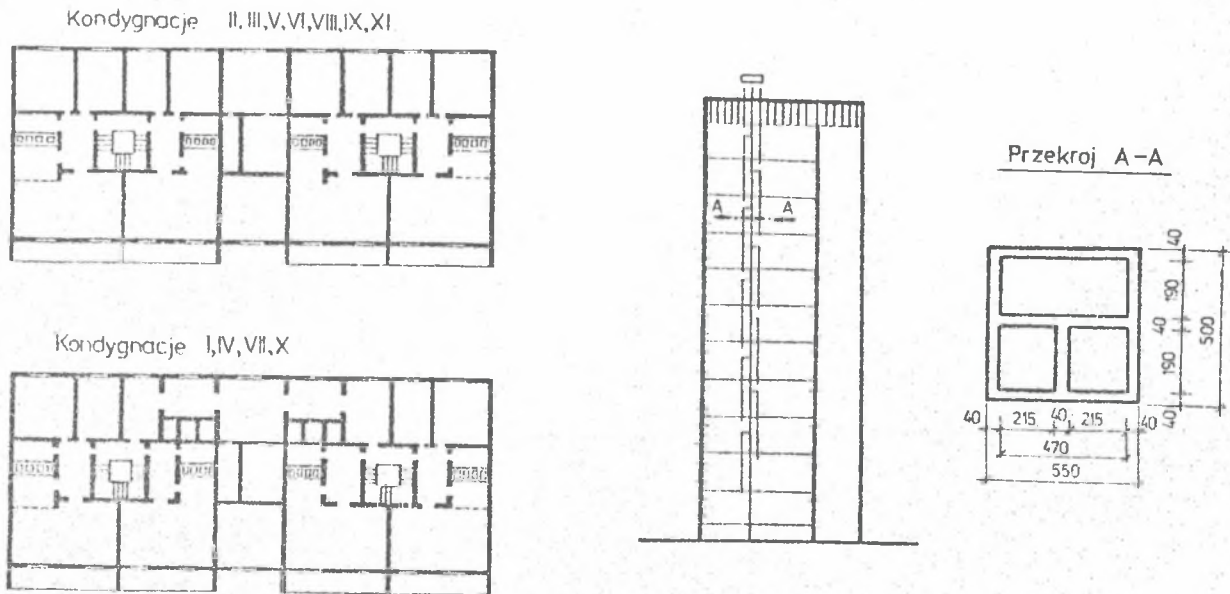 Kondygnacje II, III, V, VI, VIII, IX, XI
Kondygnacje I, IV, VII, X
A A
Przekroj A-A
40
190
40
190
40
500
40 215 40 215 40
470
550